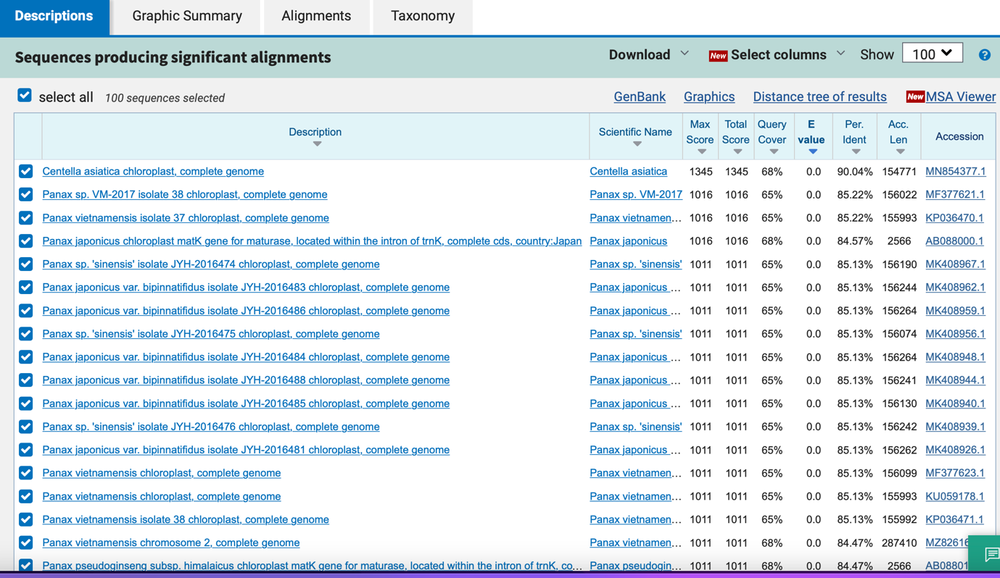 Descriptions Graphic Summary Alignments Taxonomy
Sequences producing significant alignments Download New Select columns Show 100 ?
select all 100 sequences selected GenBank Graphics Distance tree of results New MSA Viewer
Description Scientific Name Max Score Total Score Query Cover E value Per. Ident Acc. Len Accession
Centella asiatica chloroplast, complete genome Centella asiatica 1345 1345 68% 0.0 90.04% 154771 MN854377.1
Panax sp. VM-2017 isolate 38 chloroplast, complete genome Panax sp. VM-2017 1016 1016 65% 0.0 85.22% 156022 MF377621.1
Panax vietnamensis isolate 37 chloroplast, complete genome Panax vietnamen... 1016 1016 65% 0.0 85.22% 155993 KP036470.1
Panax japonicus chloroplast matK gene for maturase, located within the intron of trnK, complete cds, country:Japan Panax japonicus 1016 1016 68% 0.0 84.57% 2566 AB088000.1
Panax sp. 'sinensis' isolate JYH-2016474 chloroplast, complete genome Panax sp. 'sinensis' 1011 1011 65% 0.0 85.13% 156190 MK408967.1
Panax japonicus var. bipinnatifidus isolate JYH-2016483 chloroplast, complete genome Panax japonicus ... 1011 1011 65% 0.0 85.13% 156244 MK408962.1
Panax japonicus var. bipinnatifidus isolate JYH-2016486 chloroplast, complete genome Panax japonicus ... 1011 1011 65% 0.0 85.13% 156264 MK408959.1
Panax sp. 'sinensis' isolate JYH-2016475 chloroplast, complete genome Panax sp. 'sinensis' 1011 1011 65% 0.0 85.13% 156074 MK408956.1
Panax japonicus var. bipinnatifidus isolate JYH-2016484 chloroplast, complete genome Panax japonicus ... 1011 1011 65% 0.0 85.13% 156264 MK408948.1
Panax japonicus var. bipinnatifidus isolate JYH-2016488 chloroplast, complete genome Panax japonicus ... 1011 1011 65% 0.0 85.13% 156241 MK408944.1
Panax japonicus var. bipinnatifidus isolate JYH-2016485 chloroplast, complete genome Panax japonicus ... 1011 1011 65% 0.0 85.13% 156130 MK408940.1
Panax sp. 'sinensis' isolate JYH-2016476 chloroplast, complete genome Panax sp. 'sinensis' 1011 1011 65% 0.0 85.13% 156242 MK408939.1
Panax japonicus var. bipinnatifidus isolate JYH-2016481 chloroplast, complete genome Panax japonicus ... 1011 1011 65% 0.0 85.13% 156262 MK408926.1
Panax vietnamensis chloroplast, complete genome Panax vietnamen... 1011 1011 65% 0.0 85.13% 156099 MF377623.1
Panax vietnamensis chloroplast, complete genome Panax vietnamen... 1011 1011 65% 0.0 85.13% 155993 KU059178.1
Panax vietnamensis isolate 38 chloroplast, complete genome Panax vietnamen... 1011 1011 65% 0.0 85.13% 155992 KP036471.1
Panax vietnamensis chromosome 2, complete genome Panax vietnamen... 1011 1011 68% 0.0 84.47% 287410 MZ82616
Panax pseudoginseng subsp. himalaicus chloroplast matK gene for maturase, located within the intron of trnK, co... Panax pseudogin... 1011 1011 68% 0.0 84.47% 2566 AB08801